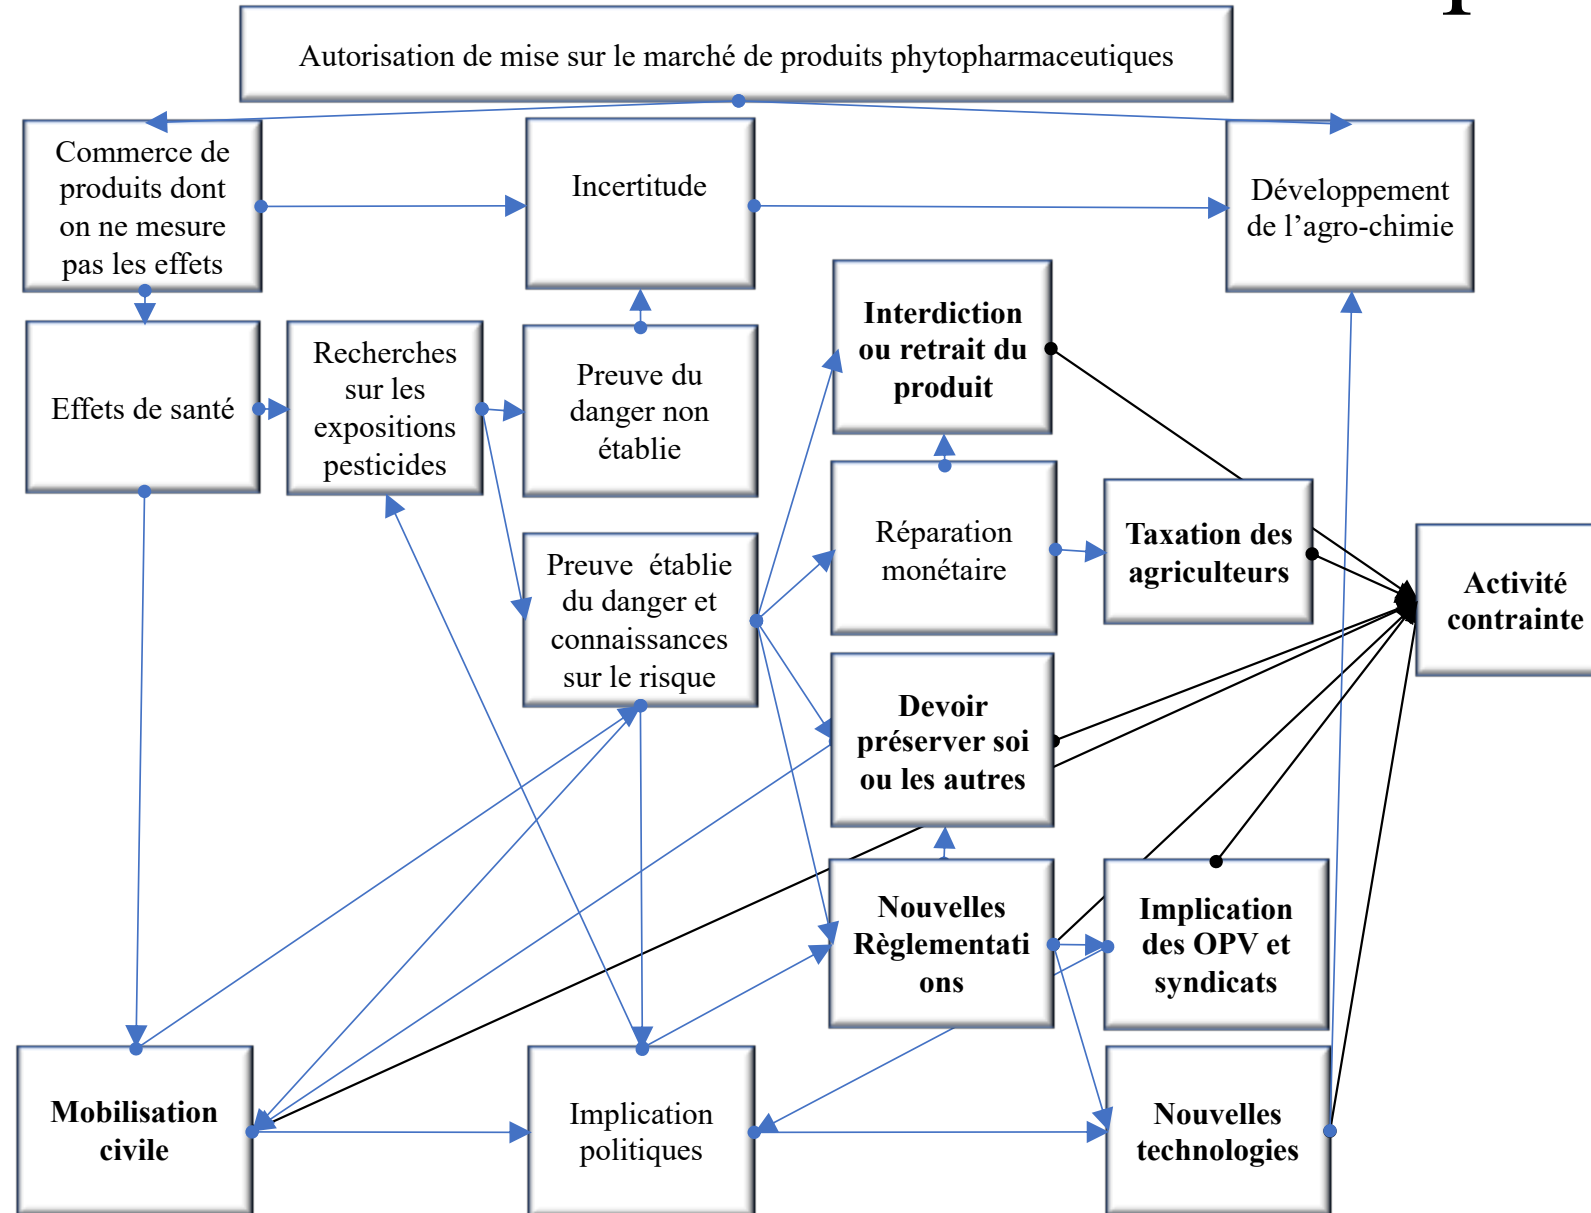 Autorisation de mise sur le marché de produits phytopharmaceutiques
Commerce de
produits dont
on ne mesure
pas les effets
Incertitude
Développement
de l’agro-chimie
Effets de santé
Recherches
sur les
expositions
pesticides
Preuve du
danger non
établie
Interdiction
ou retrait du
produit
Preuve établie
du danger et
connaissances
sur le risque
Réparation
monétaire
Taxation des
agriculteurs
Activité
contrainte
Devoir
préserver soi
ou les autres
Nouvelles
Règlementati
ons
Implication
des OPV et
syndicats
Mobilisation
civile
Implication
politiques
Nouvelles
technologies